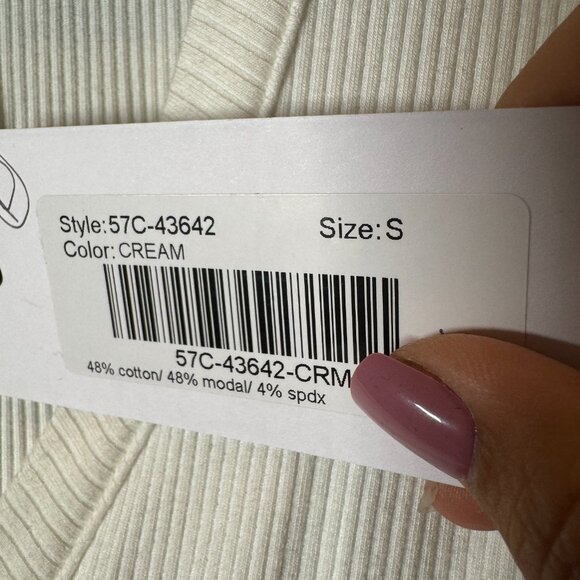 Style:57C-43642 Size:S
Color:CREAM
57C-43642-CRM
48% cotton/ 48% modal/ 4% spdx